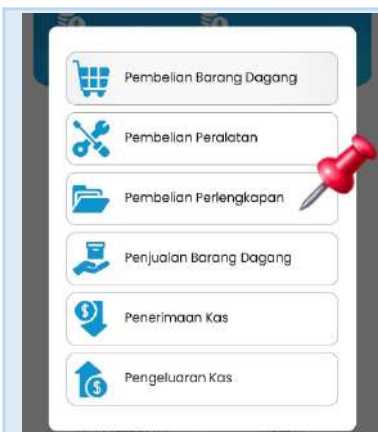 Pembelian Barang Dagang
Pembelian Peralatan
Pembelian Perlengkapan
Penjualan Barang Dagang
Penerimaan Kas
Pengeluaran Kas